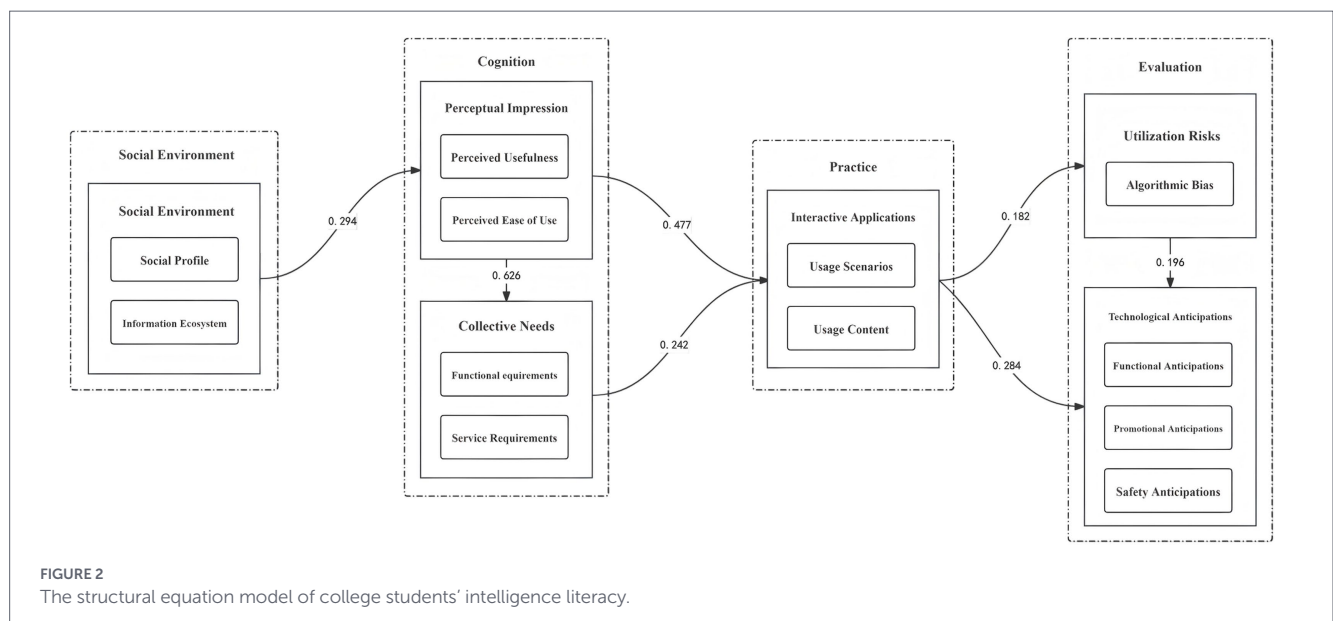 Social Environment
Social Environment
Social Profile
Information Ecosystem
0. 294
Cognition
Perceptual Impression
Perceived Usefulness
Perceived Ease of Use
0. 626
Collective Needs
Functional equirements
Service Requirements
0. 477
0. 242
Practice
Interactive Applications
Usage Scenarios
Usage Content
0. 182
0. 284
Evaluation
Utilization Risks
Algorithmic Bias
0. 196
Technological Anticipations
Functional Anticipations
Promotional Anticipations
Safety Anticipations
FIGURE 2
The structural equation model of college students’ intelligence literacy.